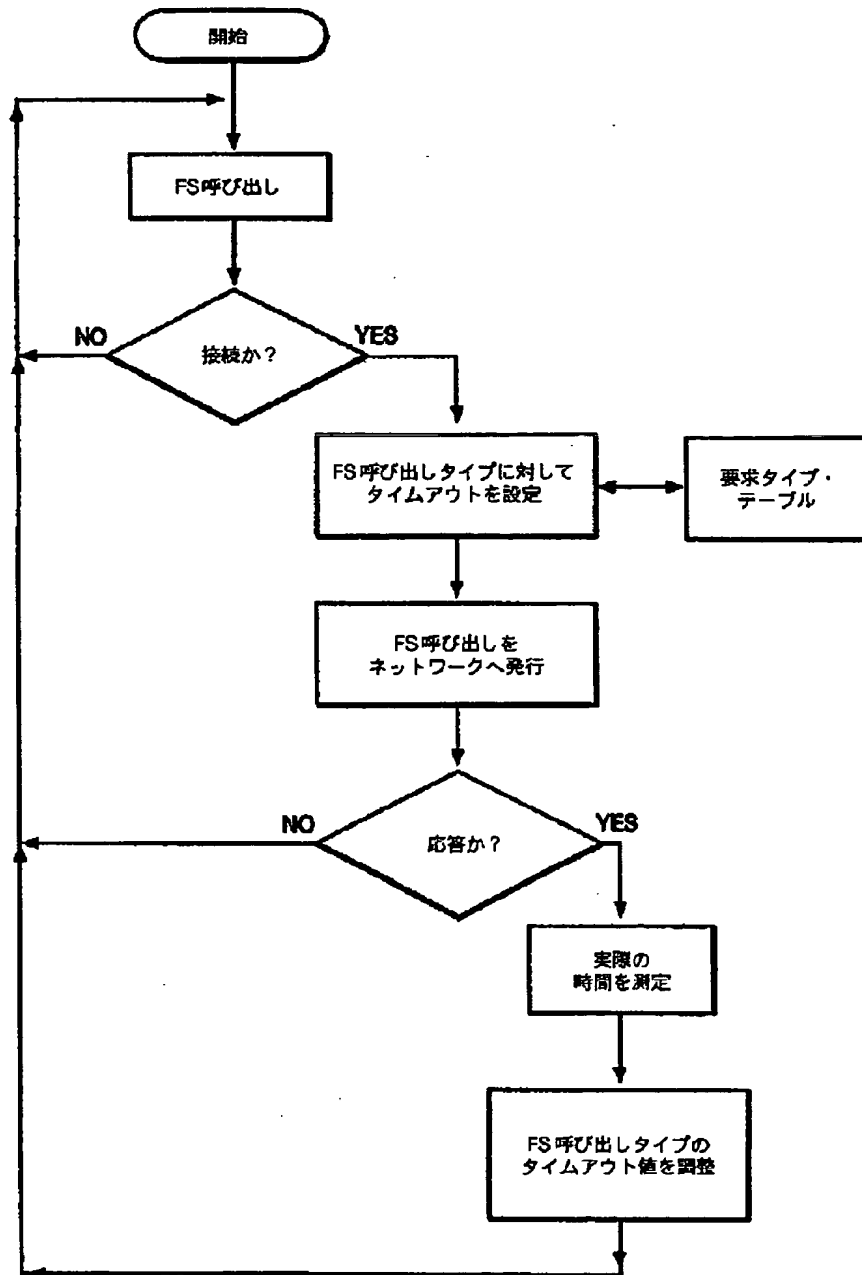 開始
FS呼び出し
NO
YES
接続か?
FS呼び出しタイプに対して
タイムアウトを設定
要求タイプ・
テーブル
FS呼び出しを
ネットワークへ発行
NO
YES
応答か?
実際の
時間を測定
FS呼び出しタイプの
タイムアウト値を調整